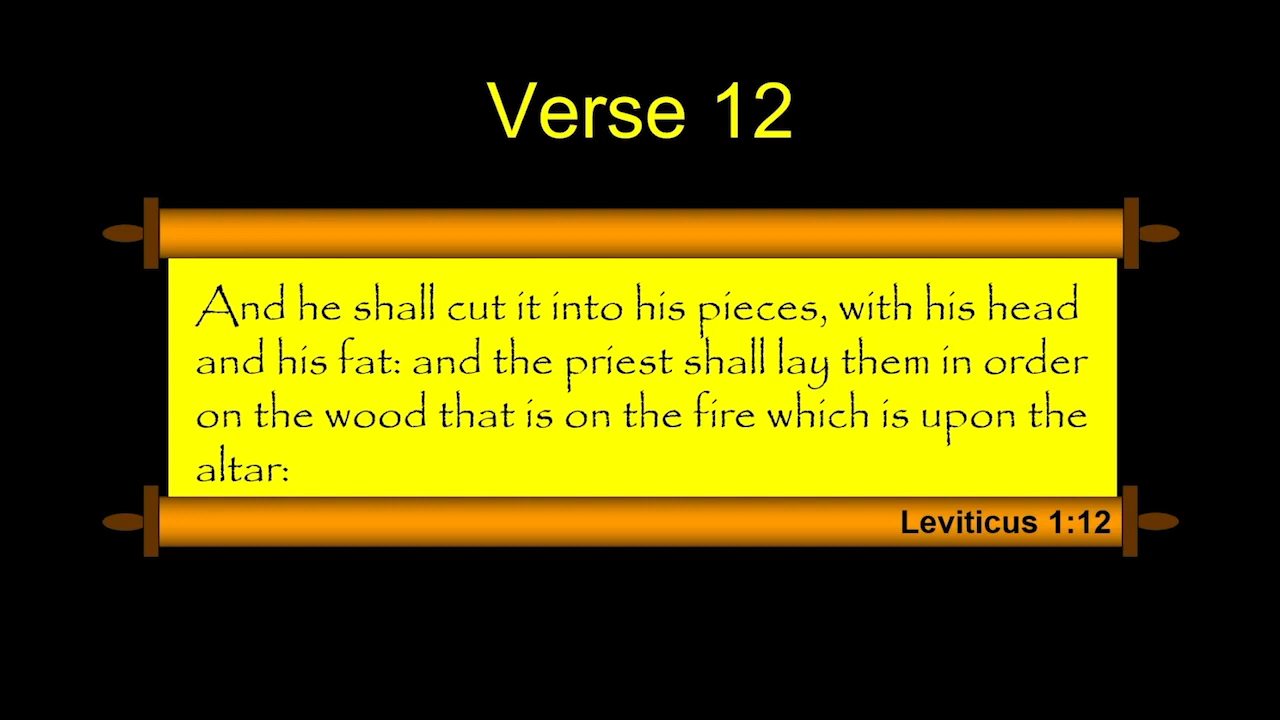 Verse 12
And he shall cut it into his pieces, with his head
and his fat: and the priest shall lay them in order
on the wood that is on the fire which is upon the
altar:
Leviticus 1:12